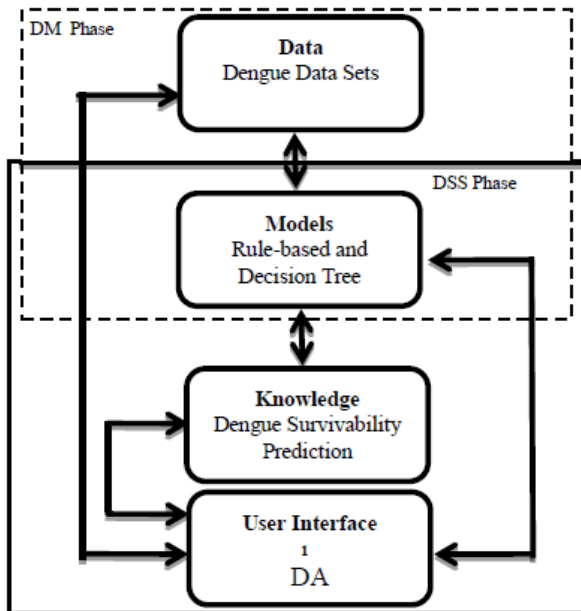 DM Phase
Data
Dengue Data Sets
DSS Phase
Models
Rule-based and
Decision Tree
Knowledge
Dengue Survivability
Prediction
User Interface
1
DA